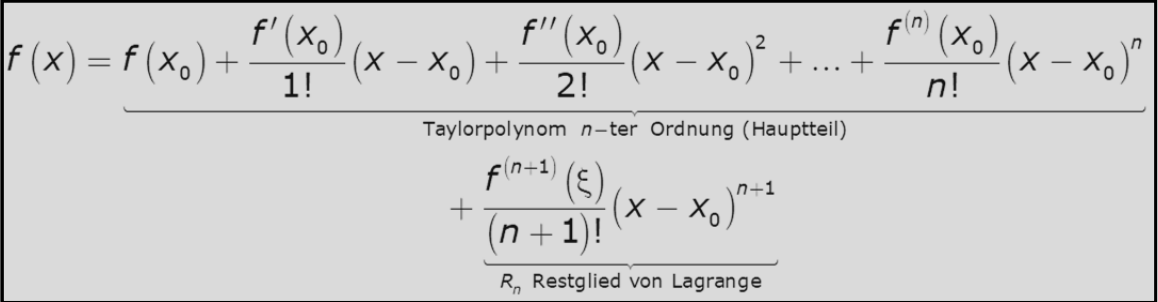 f(x) = f(x₀) + f′(x₀)/1! (x − x₀) + f″(x₀)/2! (x − x₀)² + ... + f⁽ⁿ⁾(x₀)/n! (x − x₀)ⁿ
Taylorpolynom n−ter Ordnung (Hauptteil)
+ f⁽ⁿ⁺¹⁾(ξ)/(n + 1)! (x − x₀)ⁿ⁺¹
Rₙ Restglied von Lagrange